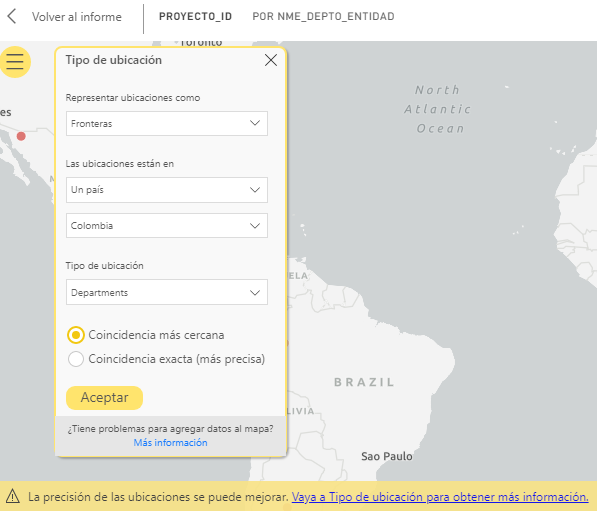 Volver al informe
PROYECTO_ID
POR NME_DEPTO_ENTIDAD
Toronto
Tipo de ubicación
North
Atlantic
Ocean
Representar ubicaciones como
es
Fronteras
Las ubicaciones están en
M
Un país
Colombia
Tipo de ubicación
ELA
Departments
Coincidencia más cercana
Coincidencia exacta (más precisa)
BRAZIL
Aceptar
LIVIA
¿Tiene problemas para agregar datos al mapa?
Más información
Sao Paulo
La precisión de las ubicaciones se puede mejorar. Vaya a Tipo de ubicación para obtener más información.